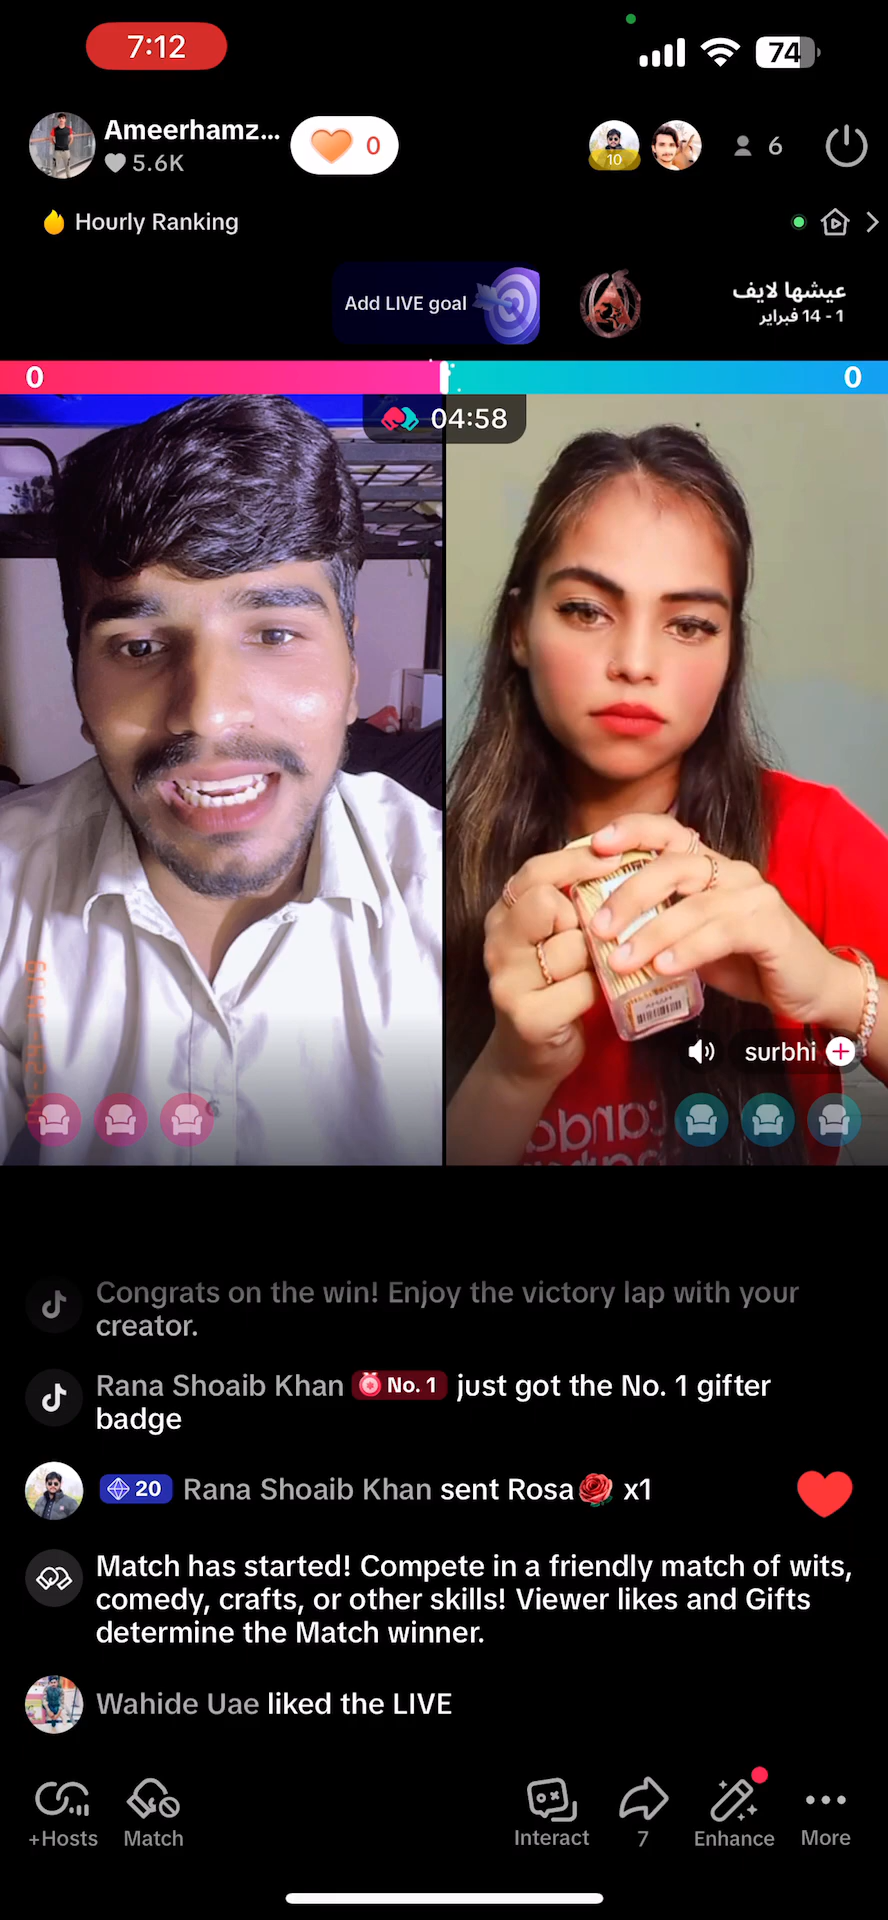 7:12
74
Ameerhamz...
5.6K
0
10
6
Hourly Ranking
Add LIVE goal
عيشها لايف
1 - 14 فبراير
0
0
04:58
surbhi
Congrats on the win! Enjoy the victory lap with your
creator.
Rana Shoaib Khan No. 1 just got the No. 1 gifter
badge
20 Rana Shoaib Khan sent Rosa x1
Match has started! Compete in a friendly match of wits,
comedy, crafts, or other skills! Viewer likes and Gifts
determine the Match winner.
Wahide Uae liked the LIVE
+Hosts
Match
Interact
7
Enhance
More